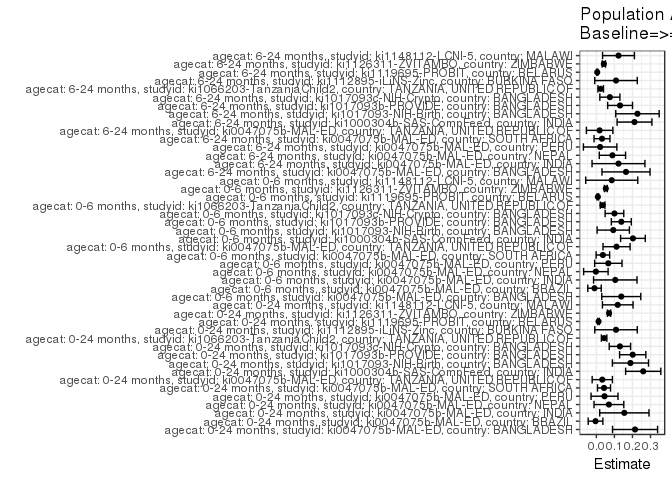 Population A
Baseline=>=
agecat: 6-24 months, studyid: ki1148112-LCNI-5, country: MALAWI
agecat: 6-24 months, studyid: ki1126311-ZVITAMBO, country: ZIMBABWE
agecat: 6-24 months, studyid: ki1119695-PROBIT, country: BELARUS
agecat: 6-24 months, studyid: ki1112895-iLiNS-Zinc, country: BURKINA FASO
agecat: 6-24 months, studyid: ki1066203-TanzaniaChild2, country: TANZANIA, UNITED REPUBLIC OF
agecat: 6-24 months, studyid: ki1017093c-NIH-Crypto, country: BANGLADESH
agecat: 6-24 months, studyid: ki1017093b-PROVIDE, country: BANGLADESH
agecat: 6-24 months, studyid: ki1017093-NIH-Birth, country: BANGLADESH
agecat: 6-24 months, studyid: ki1000304b-SAS-CompFeed, country: INDIA
agecat: 6-24 months, studyid: ki0047075b-MAL-ED, country: TANZANIA, UNITED REPUBLIC OF
agecat: 6-24 months, studyid: ki0047075b-MAL-ED, country: SOUTH AFRICA
agecat: 6-24 months, studyid: ki0047075b-MAL-ED, country: PERU
agecat: 6-24 months, studyid: ki0047075b-MAL-ED, country: NEPAL
agecat: 6-24 months, studyid: ki0047075b-MAL-ED, country: INDIA
agecat: 6-24 months, studyid: ki0047075b-MAL-ED, country: BANGLADESH
agecat: 0-6 months, studyid: ki1148112-LCNI-5, country: MALAWI
agecat: 0-6 months, studyid: ki1126311-ZVITAMBO, country: ZIMBABWE
agecat: 0-6 months, studyid: ki1119695-PROBIT, country: BELARUS
agecat: 0-6 months, studyid: ki1066203-TanzaniaChild2, country: TANZANIA, UNITED REPUBLIC OF
agecat: 0-6 months, studyid: ki1017093c-NIH-Crypto, country: BANGLADESH
agecat: 0-6 months, studyid: ki1017093b-PROVIDE, country: BANGLADESH
agecat: 0-6 months, studyid: ki1017093-NIH-Birth, country: BANGLADESH
agecat: 0-6 months, studyid: ki1000304b-SAS-CompFeed, country: INDIA
agecat: 0-6 months, studyid: ki0047075b-MAL-ED, country: TANZANIA, UNITED REPUBLIC OF
agecat: 0-6 months, studyid: ki0047075b-MAL-ED, country: SOUTH AFRICA
agecat: 0-6 months, studyid: ki0047075b-MAL-ED, country: PERU
agecat: 0-6 months, studyid: ki0047075b-MAL-ED, country: NEPAL
agecat: 0-6 months, studyid: ki0047075b-MAL-ED, country: INDIA
agecat: 0-6 months, studyid: ki0047075b-MAL-ED, country: BRAZIL
agecat: 0-6 months, studyid: ki0047075b-MAL-ED, country: BANGLADESH
agecat: 0-24 months, studyid: ki1148112-LCNI-5, country: MALAWI
agecat: 0-24 months, studyid: ki1126311-ZVITAMBO, country: ZIMBABWE
agecat: 0-24 months, studyid: ki1119695-PROBIT, country: BELARUS
agecat: 0-24 months, studyid: ki1112895-iLiNS-Zinc, country: BURKINA FASO
agecat: 0-24 months, studyid: ki1066203-TanzaniaChild2, country: TANZANIA, UNITED REPUBLIC OF
agecat: 0-24 months, studyid: ki1017093c-NIH-Crypto, country: BANGLADESH
agecat: 0-24 months, studyid: ki1017093b-PROVIDE, country: BANGLADESH
agecat: 0-24 months, studyid: ki1017093-NIH-Birth, country: BANGLADESH
agecat: 0-24 months, studyid: ki1000304b-SAS-CompFeed, country: INDIA
agecat: 0-24 months, studyid: ki0047075b-MAL-ED, country: TANZANIA, UNITED REPUBLIC OF
agecat: 0-24 months, studyid: ki0047075b-MAL-ED, country: SOUTH AFRICA
agecat: 0-24 months, studyid: ki0047075b-MAL-ED, country: PERU
agecat: 0-24 months, studyid: ki0047075b-MAL-ED, country: NEPAL
agecat: 0-24 months, studyid: ki0047075b-MAL-ED, country: INDIA
agecat: 0-24 months, studyid: ki0047075b-MAL-ED, country: BRAZIL
agecat: 0-24 months, studyid: ki0047075b-MAL-ED, country: BANGLADESH
0.00.10.20.3
Estimate